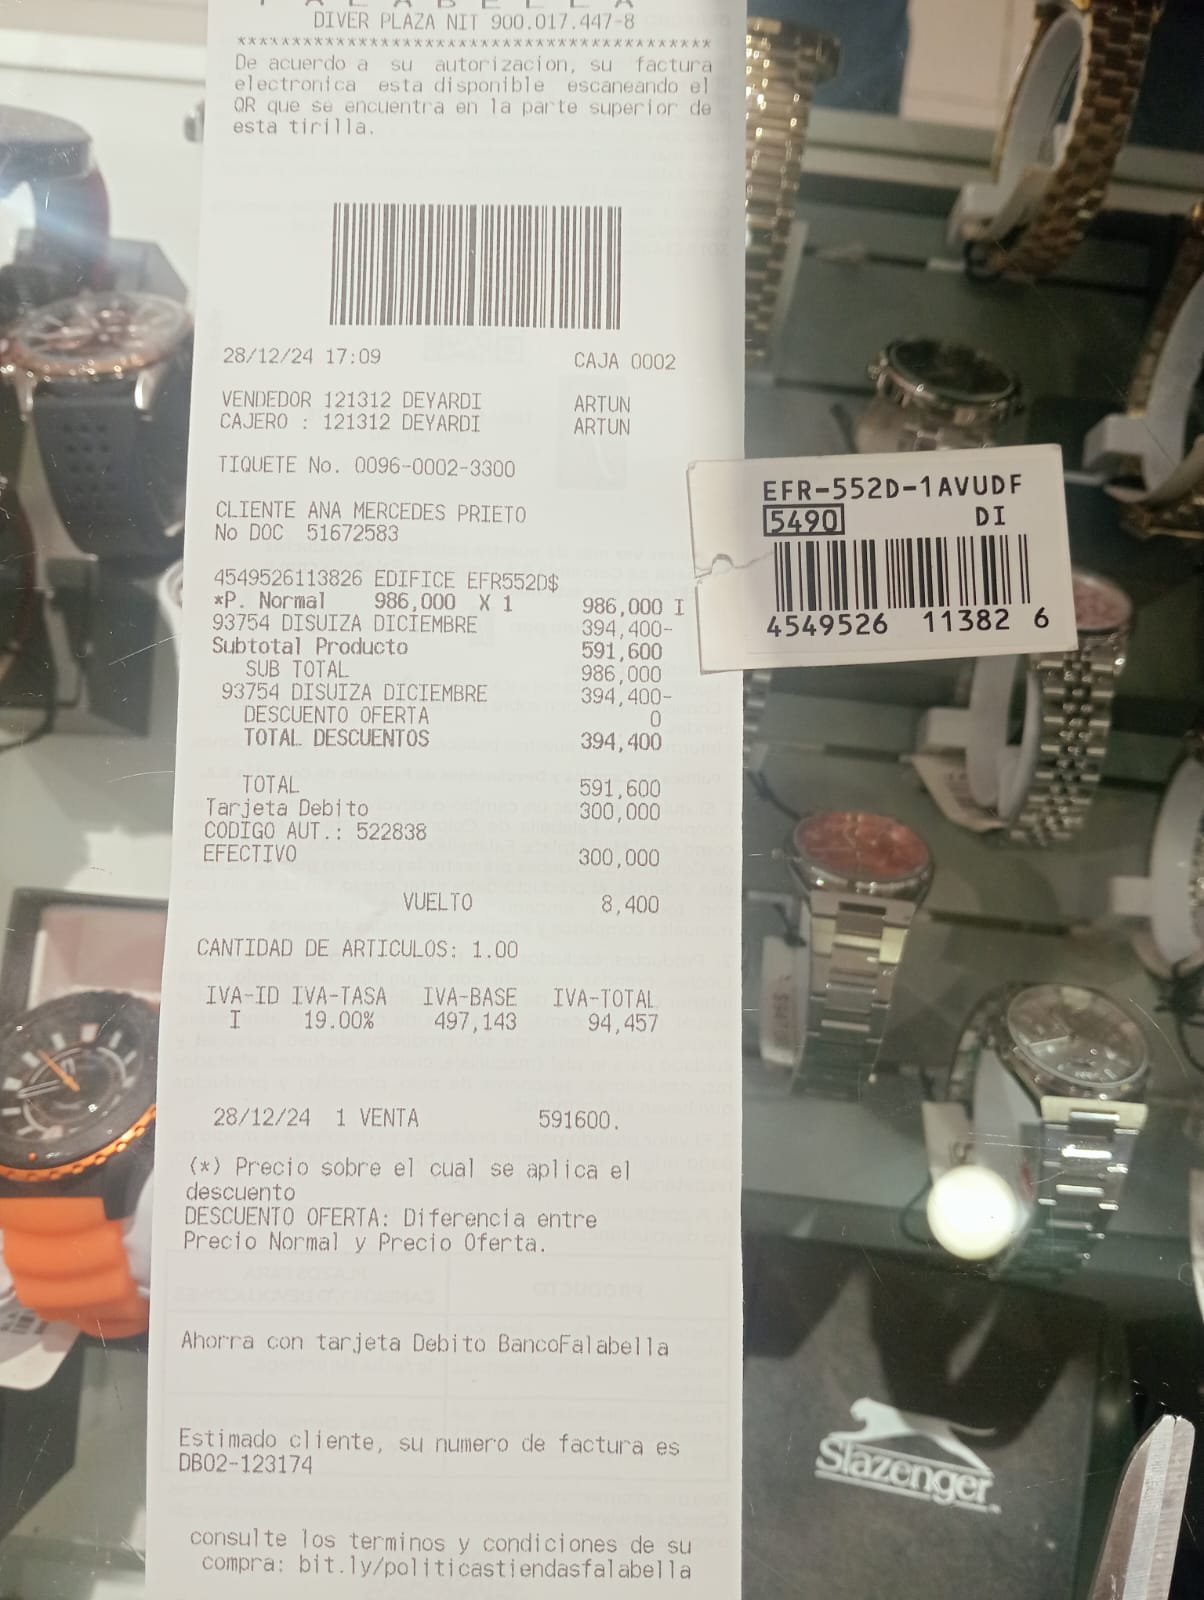 FALABELLA
DIVER PLAZA NIT 900.017.447-8
******************************************
De acuerdo a su autorizacion, su factura
electronica esta disponible escaneando el
QR que se encuentra en la parte superior de
esta tirilla.
28/12/24 17:09 CAJA 0002
VENDEDOR 121312 DEYARDI ARTUN
CAJERO : 121312 DEYARDI ARTUN
TIQUETE No. 0096-0002-3300
CLIENTE ANA MERCEDES PRIETO
No DOC 51672583
4549526113826 EDIFICE EFR552D$
*P. Normal 986,000 X 1 986,000 I
93754 DISUIZA DICIEMBRE 394,400-
Subtotal Producto 591,600
SUB TOTAL 986,000
93754 DISUIZA DICIEMBRE 394,400-
DESCUENTO OFERTA 0
TOTAL DESCUENTOS 394,400
TOTAL 591,600
Tarjeta Debito 300,000
CODIGO AUT.: 522838
EFECTIVO 300,000
VUELTO 8,400
CANTIDAD DE ARTICULOS: 1.00
IVA-ID IVA-TASA IVA-BASE IVA-TOTAL
I 19.00% 497,143 94,457
28/12/24 1 VENTA 591600.
(*) Precio sobre el cual se aplica el
descuento
DESCUENTO OFERTA: Diferencia entre
Precio Normal y Precio Oferta.
Ahorra con tarjeta Debito BancoFalabella
Estimado cliente, su numero de factura es
DB02-123174
consulte los terminos y condiciones de su
compra: bit.ly/politicastiendasfalabella
EFR-552D-1AVUDF
5490 DI
4549526 11382 6
Slazenger